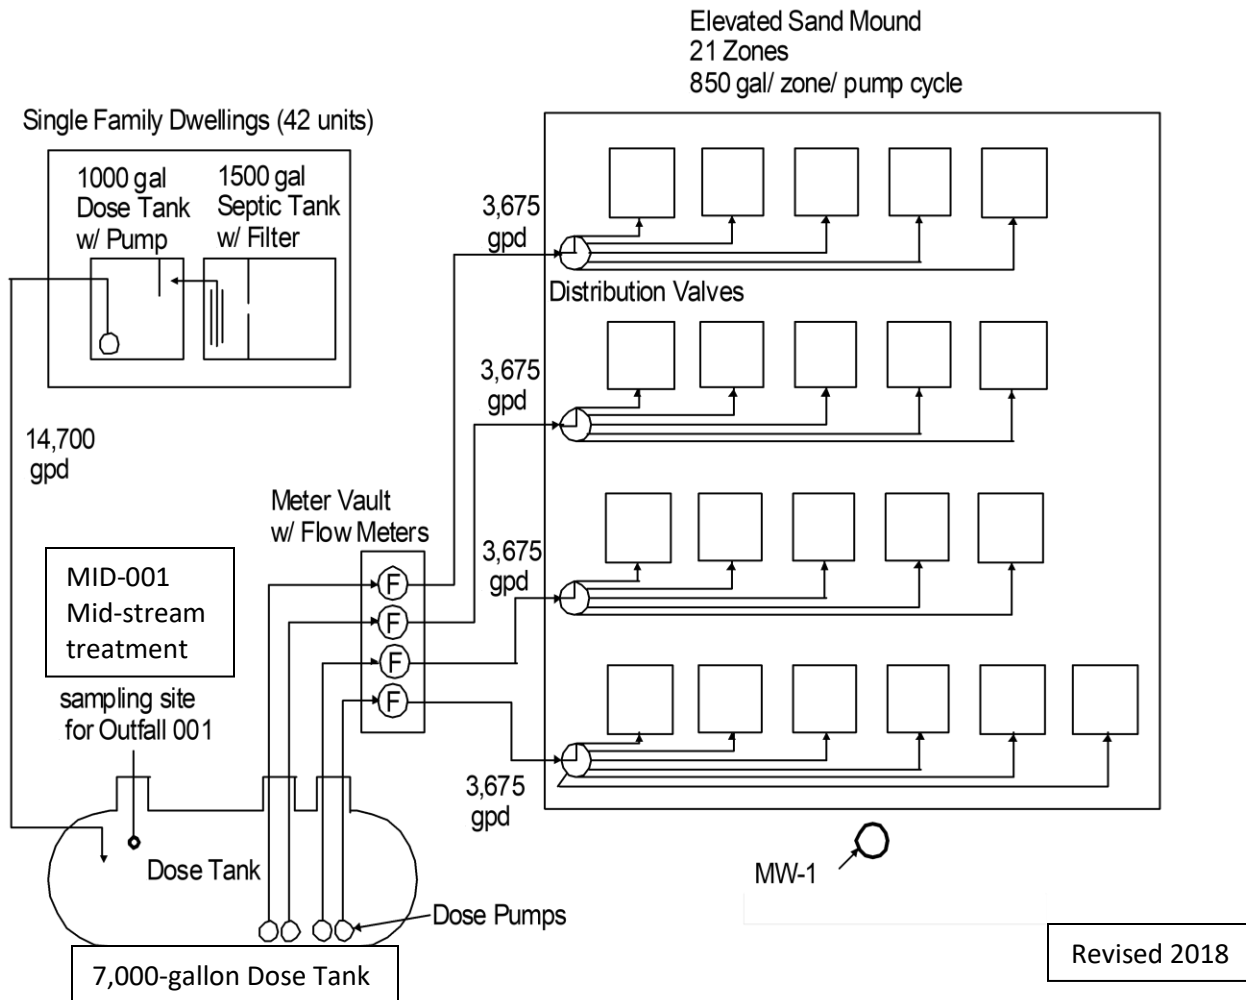 Elevated Sand Mound
21 Zones
850 gal/ zone/ pump cycle
Single Family Dwellings (42 units)
1000 gal
Dose Tank
w/ Pump
1500 gal
Septic Tank
w/ Filter
3,675
gpd
Distribution Valves
3,675
gpd
14,700
gpd
Meter Vault
w/ Flow Meters
3,675
gpd
F
F
F
F
MID-001
Mid-stream
treatment
sampling site
for Outfall 001
3,675
gpd
Dose Tank
MW-1
Dose Pumps
7,000-gallon Dose Tank
Revised 2018